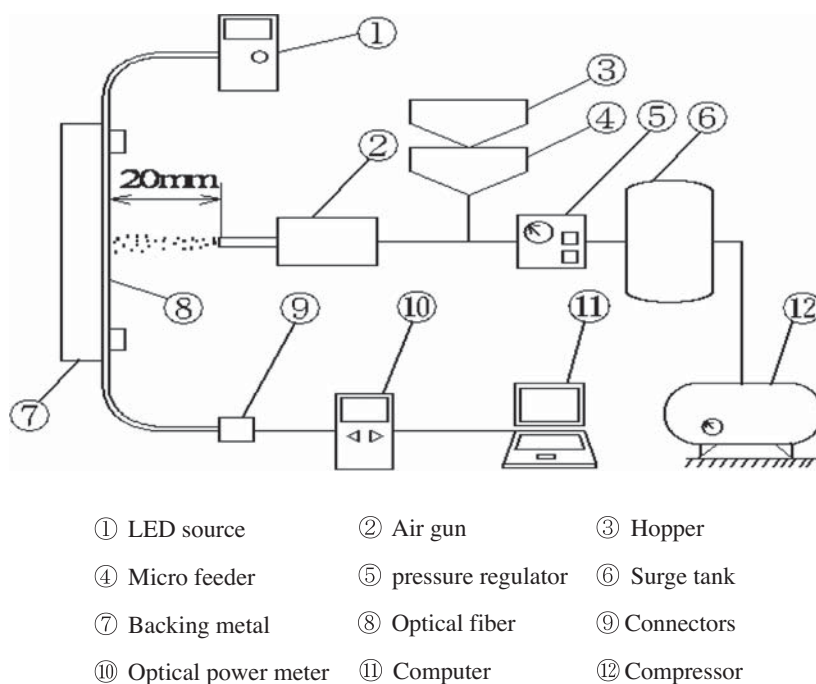 ①
③
④
⑤
⑥
②
20mm
⑧
⑨
⑩
⑪
⑫
⑦
① LED source ② Air gun ③ Hopper
④ Micro feeder ⑤ pressure regulator ⑥ Surge tank
⑦ Backing metal ⑧ Optical fiber ⑨ Connectors
⑩ Optical power meter ⑪ Computer ⑫ Compressor